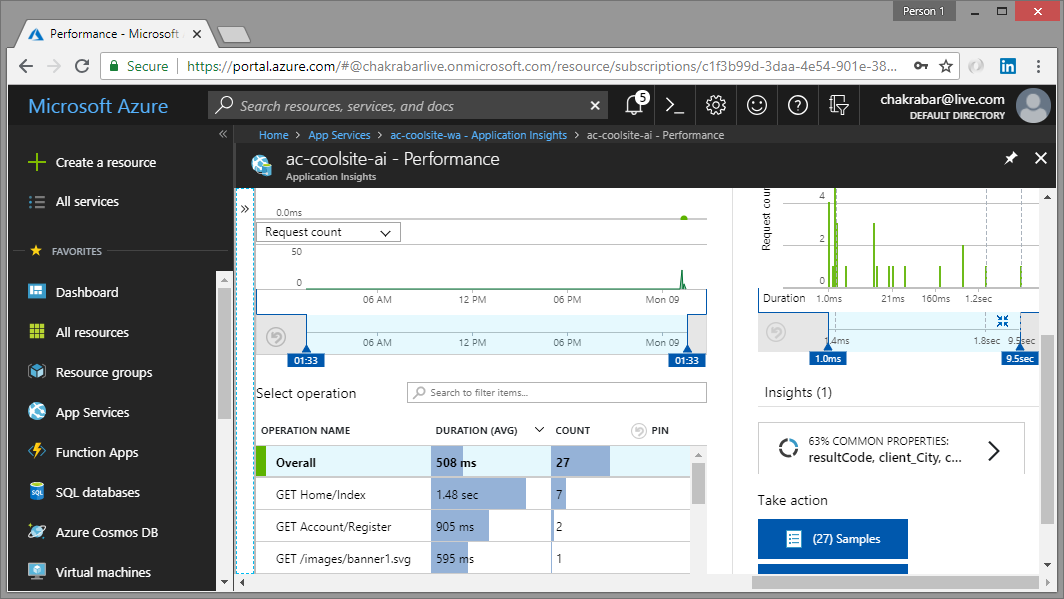 Person 1
Performance - Microsoft
Secure
https://portal.azure.com/#@chakrabarlive.onmicrosoft.com/resource/subscriptions/c1f3b99d-3daa-4e54-901e-38...
Microsoft Azure
Search resources, services, and docs
5
chakrabar@live.com
DEFAULT DIRECTORY
Home > App Services > ac-coolsite-wa - Application Insights > ac-coolsite-ai - Performance
ac-coolsite-ai - Performance
Application Insights
Create a resource
All services
FAVORITES
Dashboard
All resources
Resource groups
App Services
Function Apps
SQL databases
Azure Cosmos DB
Virtual machines
0.0ms
Request count
50
0
06 AM 12 PM 06 PM Mon 09
06 AM 12 PM 06 PM Mon 09
01:33 01:33
Select operation
Search to filter items...
OPERATION NAME DURATION (AVG) COUNT PIN
Overall 508 ms 27
GET Home/Index 1.48 sec 7
GET Account/Register 905 ms 2
GET /images/banner1.svg 595 ms 1
Request cou
4
2
0
Duration 1.0ms 21ms 160ms 1.2sec
1.4ms 1.8sec 9.5sec
1.0ms 9.5sec
Insights (1)
63% COMMON PROPERTIES:
resultCode, client_City, c...
Take action
(27) Samples